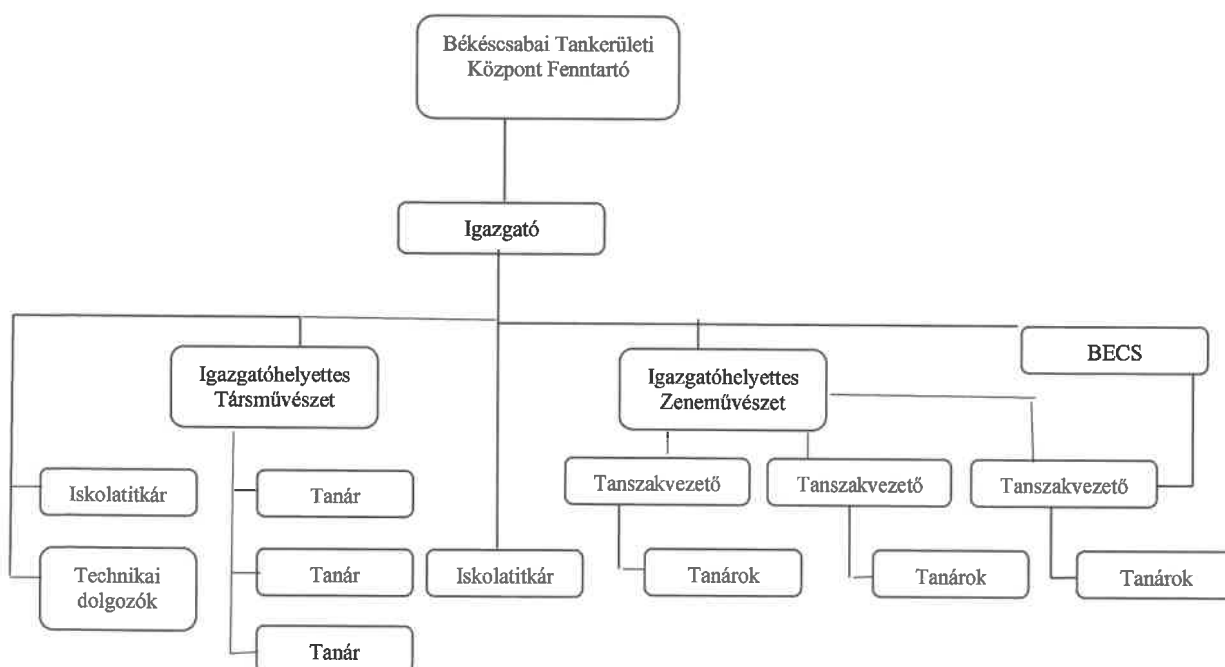 Békéscsabai Tankerületi
Központ Fenntartó
Igazgató
BECS
Igazgatóhelyettes
Társművészet
Igazgatóhelyettes
Zeneművészet
Iskolatitkár
Tanár
Tanszakvezető
Tanszakvezető
Tanszakvezető
Technikai
dolgozók
Tanár
Iskolatitkár
Tanárok
Tanárok
Tanárok
Tanár